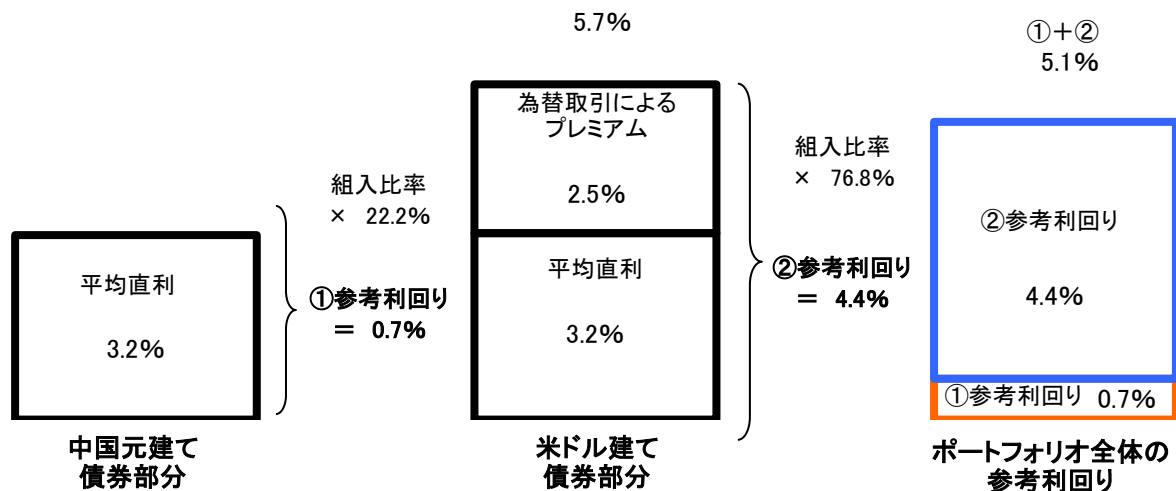 5.7%
①＋②
5.1%
為替取引による
プレミアム
2.5%
組入比率
× 22.2%
組入比率
× 76.8%
平均直利
3.2%
①参考利回り
＝ 0.7%
平均直利
3.2%
②参考利回り
＝ 4.4%
②参考利回り
4.4%
①参考利回り 0.7%
中国元建て
債券部分
米ドル建て
債券部分
ポートフォリオ全体の
参考利回り